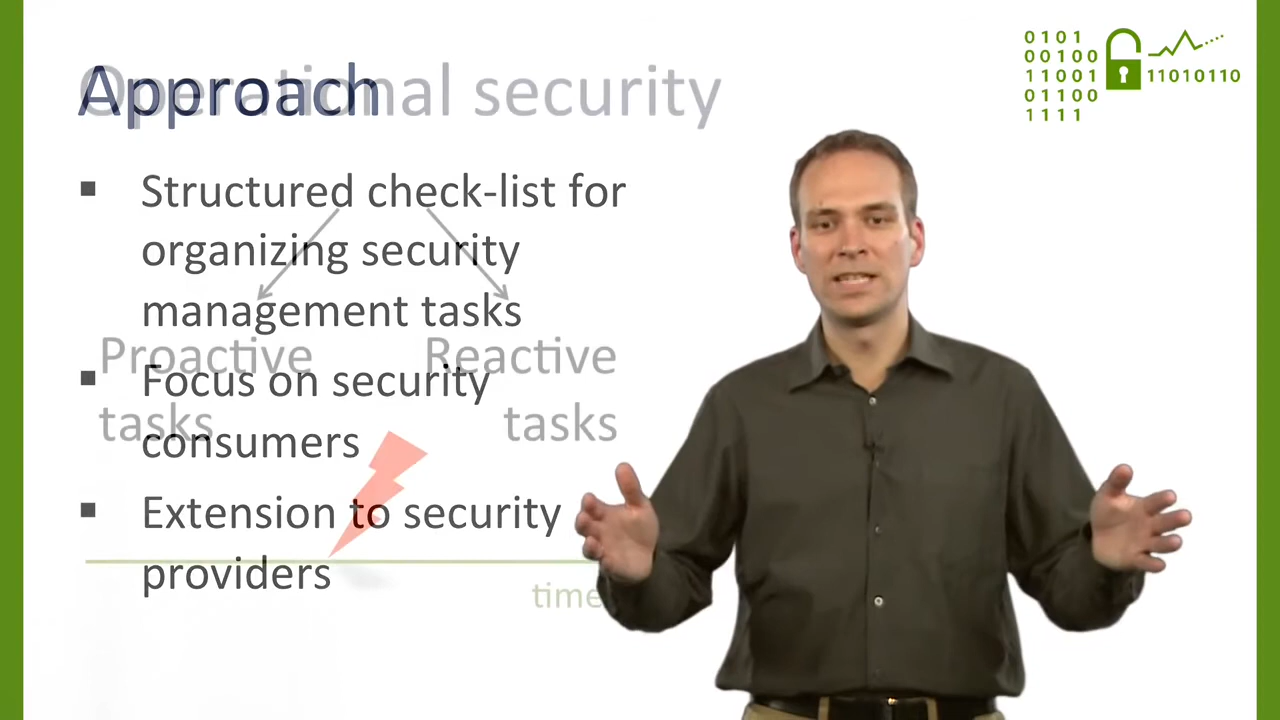 Approach
Operational security
0101
00100
11001
01100
1111
11010110
▪ Structured check-list for
organizing security
management tasks
Proactive
tasks
Reactive
tasks
▪ Focus on security
consumers
▪ Extension to security
providers
time